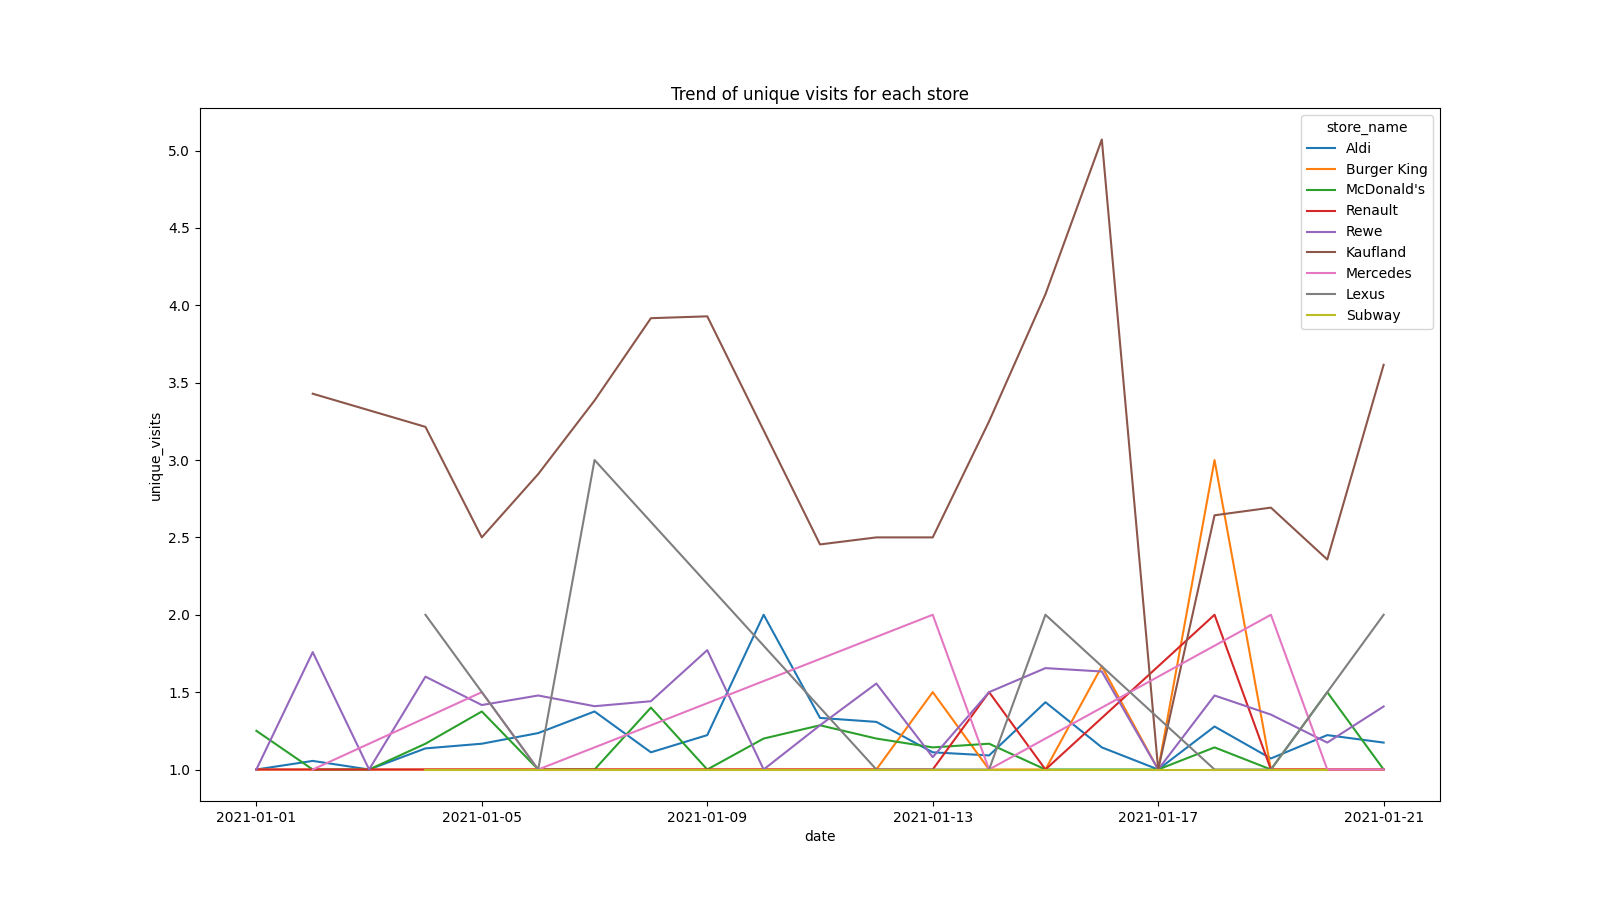 Trend of unique visits for each store
store_name
Aldi
Burger King
McDonald's
Renault
Rewe
Kaufland
Mercedes
Lexus
Subway
unique_visits
5.0
4.5
4.0
3.5
3.0
2.5
2.0
1.5
1.0
2021-01-01 2021-01-05 2021-01-09 2021-01-13 2021-01-17 2021-01-21
date